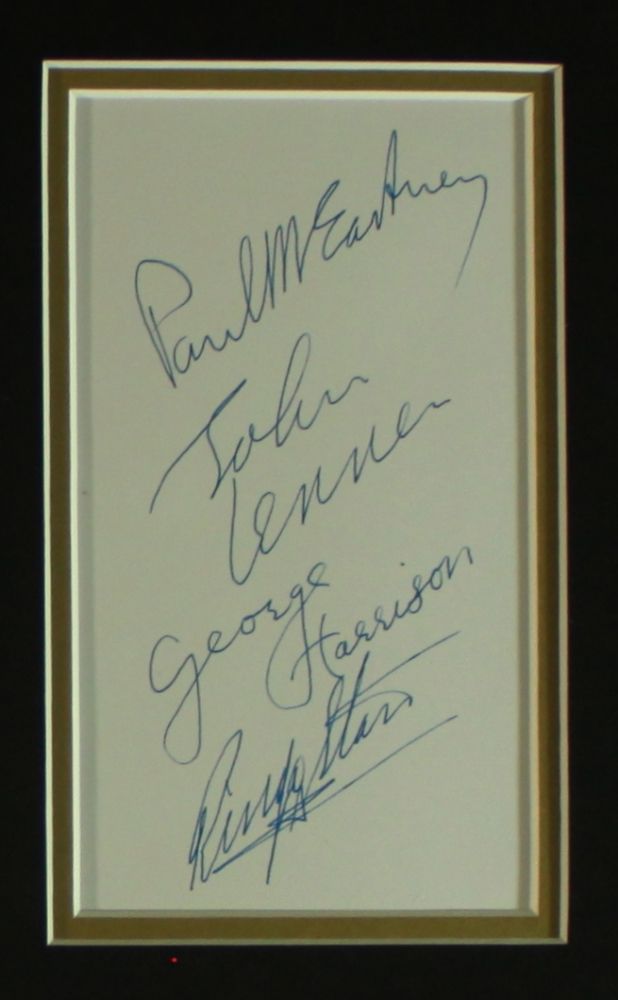 Paul McCartney
John
Lennon
George
Harrison
Ringo Starr